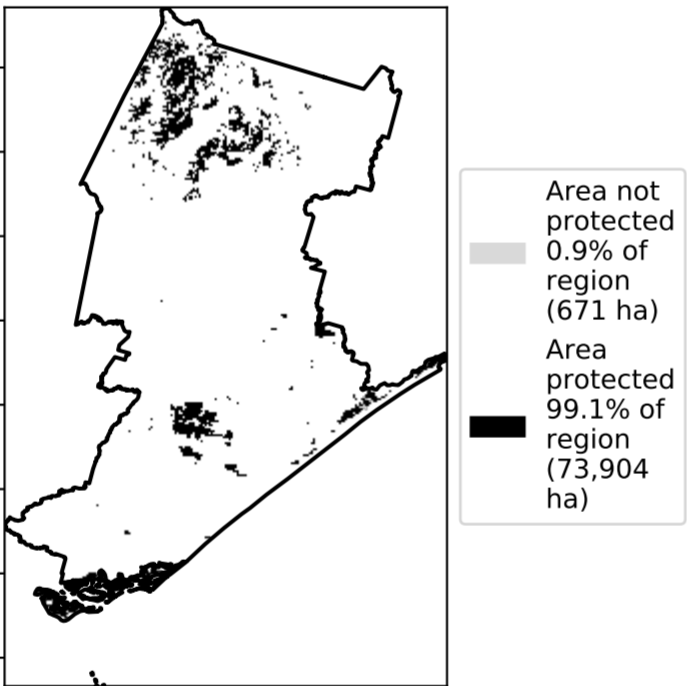 Area not
protected
0.9% of
region
(671 ha)
Area
protected
99.1% of
region
(73,904
ha)